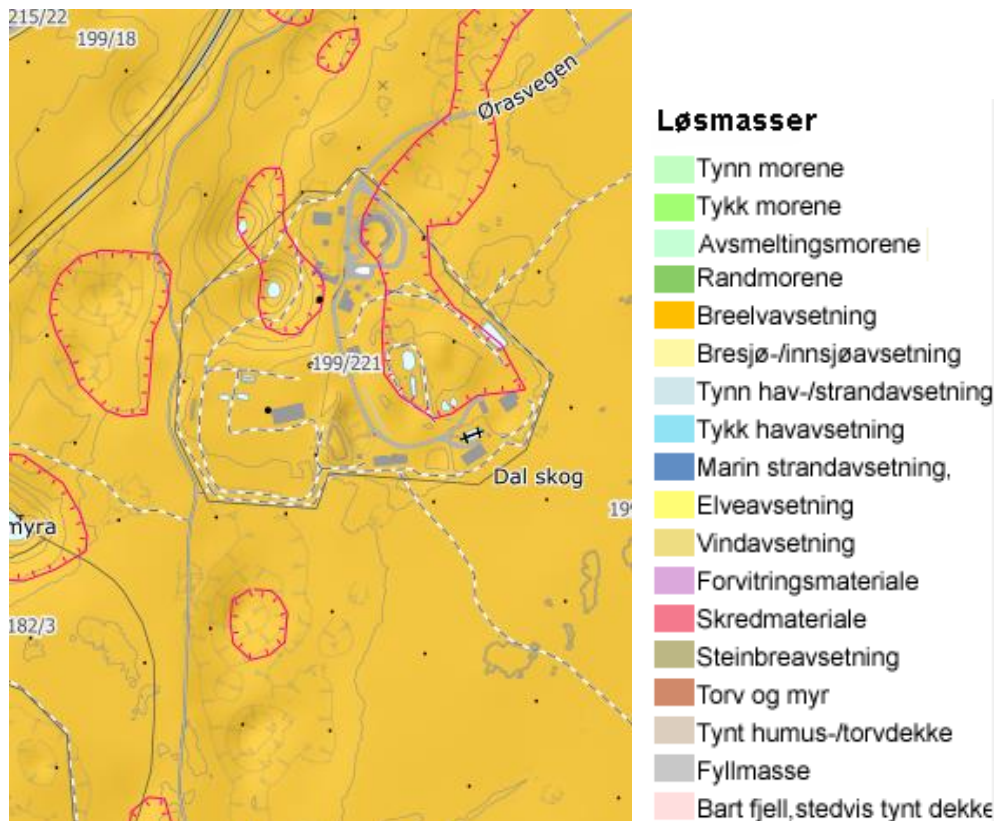 215/22
199/18
Ørasvegen
199/221
Dal skog
myra
182/3
Løsmasser
Tynn morene
Tykk morene
Avsmeltingsmorene
Randmorene
Breelvavsetning
Bresjø-/innsjøavsetning
Tynn hav-/strandavsetning
Tykk havavsetning
Marin strandavsetning,
Elveavsetning
Vindavsetning
Forvitringsmateriale
Skredmateriale
Steinbreavsetning
Torv og myr
Tynt humus-/torvdekke
Fyllmasse
Bart fjell,stedvis tynt dekke